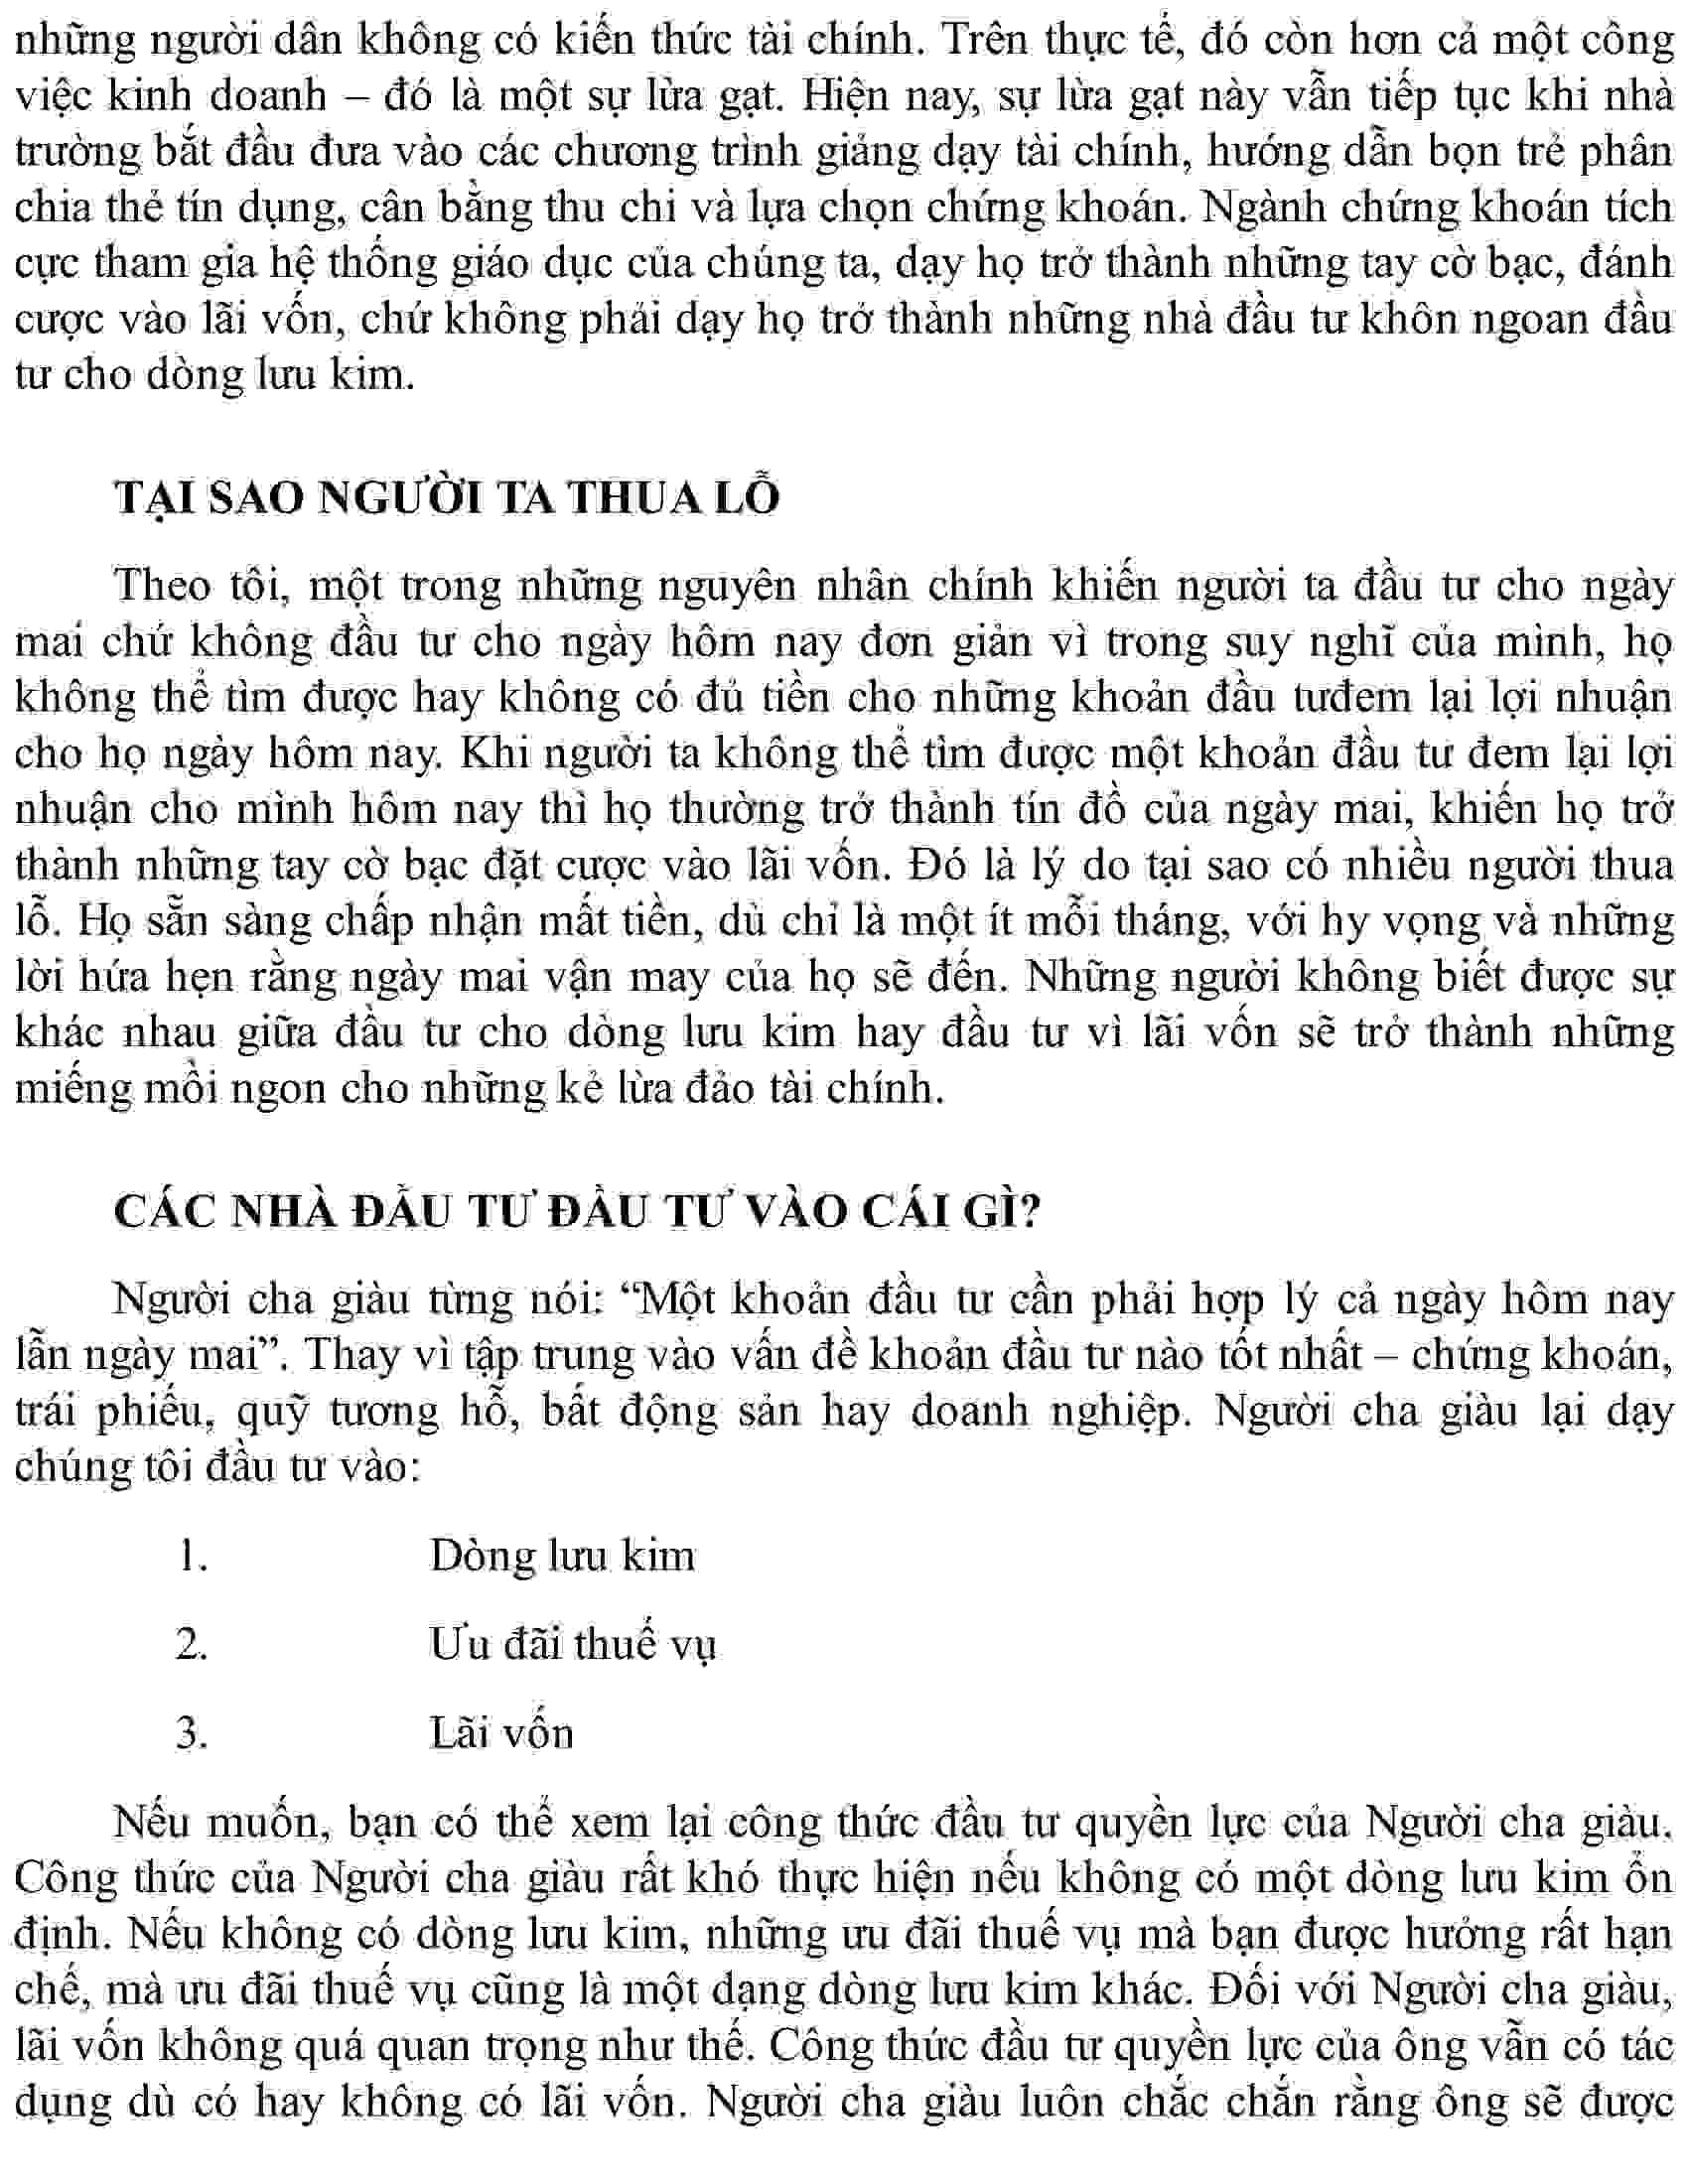 những người dân không có kiến thức tài chính. Trên thực tế, đó còn hơn cả một công
việc kinh doanh – đó là một sự lừa gạt. Hiện nay, sự lừa gạt này vẫn tiếp tục khi nhà
trường bắt đầu đưa vào các chương trình giảng dạy tài chính, hướng dẫn bọn trẻ phân
chia thẻ tín dụng, cân bằng thu chi và lựa chọn chứng khoán. Ngành chứng khoán tích
cực tham gia hệ thống giáo dục của chúng ta, dạy họ trở thành những tay cờ bạc, đánh
cược vào lãi vốn, chứ không phải dạy họ trở thành những nhà đầu tư khôn ngoan đầu
tư cho dòng lưu kim.
TẠI SAO NGƯỜI TA THUA LỖ
Theo tôi, một trong những nguyên nhân chính khiến người ta đầu tư cho ngày
mai chứ không đầu tư cho ngày hôm nay đơn giản vì trong suy nghĩ của mình, họ
không thể tìm được hay không có đủ tiền cho những khoản đầu tưđem lại lợi nhuận
cho họ ngày hôm nay. Khi người ta không thể tìm được một khoản đầu tư đem lại lợi
nhuận cho mình hôm nay thì họ thường trở thành tín đồ của ngày mai, khiến họ trở
thành những tay cờ bạc đặt cược vào lãi vốn. Đó là lý do tại sao có nhiều người thua
lỗ. Họ sẵn sàng chấp nhận mất tiền, dù chỉ là một ít mỗi tháng, với hy vọng và những
lời hứa hẹn rằng ngày mai vận may của họ sẽ đến. Những người không biết được sự
khác nhau giữa đầu tư cho dòng lưu kim hay đầu tư vì lãi vốn sẽ trở thành những
miếng mồi ngon cho những kẻ lừa đảo tài chính.
CÁC NHÀ ĐẦU TƯ ĐẦU TƯ VÀO CÁI GÌ?
Người cha giàu từng nói: “Một khoản đầu tư cần phải hợp lý cả ngày hôm nay
lẫn ngày mai”. Thay vì tập trung vào vấn đề khoản đầu tư nào tốt nhất – chứng khoán,
trái phiếu, quỹ tương hỗ, bất động sản hay doanh nghiệp. Người cha giàu lại dạy
chúng tôi đầu tư vào:
1. Dòng lưu kim
2. Ưu đãi thuế vụ
3. Lãi vốn
Nếu muốn, bạn có thể xem lại công thức đầu tư quyền lực của Người cha giàu.
Công thức của Người cha giàu rất khó thực hiện nếu không có một dòng lưu kim ổn
định. Nếu không có dòng lưu kim, những ưu đãi thuế vụ mà bạn được hưởng rất hạn
chế, mà ưu đãi thuế vụ cũng là một dạng dòng lưu kim khác. Đối với Người cha giàu,
lãi vốn không quá quan trọng như thế. Công thức đầu tư quyền lực của ông vẫn có tác
dụng dù có hay không có lãi vốn. Người cha giàu luôn chắc chắn rằng ông sẽ được